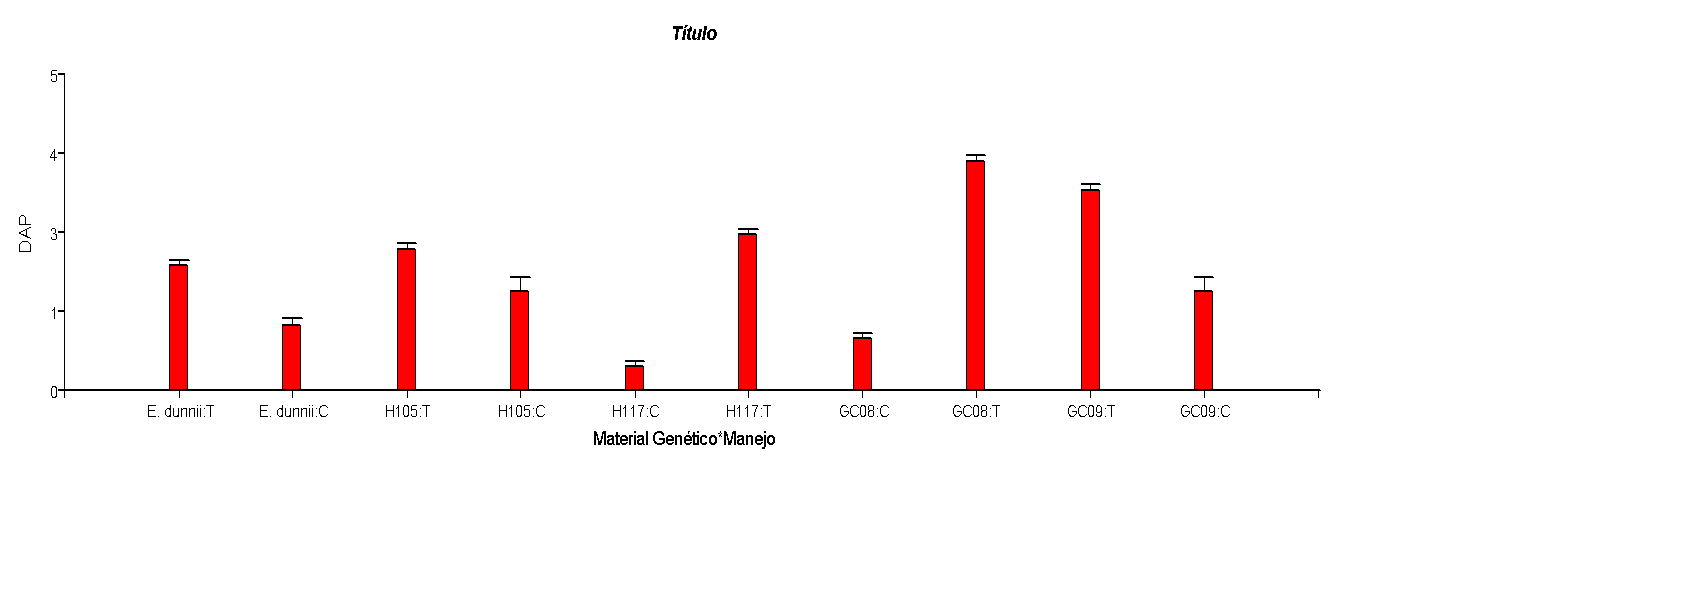 Título
5
4
3
1
0
DAP
E. dunnii:T E. dunnii:C H105:T H105:C H117:C H117:T GC08:C GC08:T GC09:T GC09:C
Material Genético*Manejo